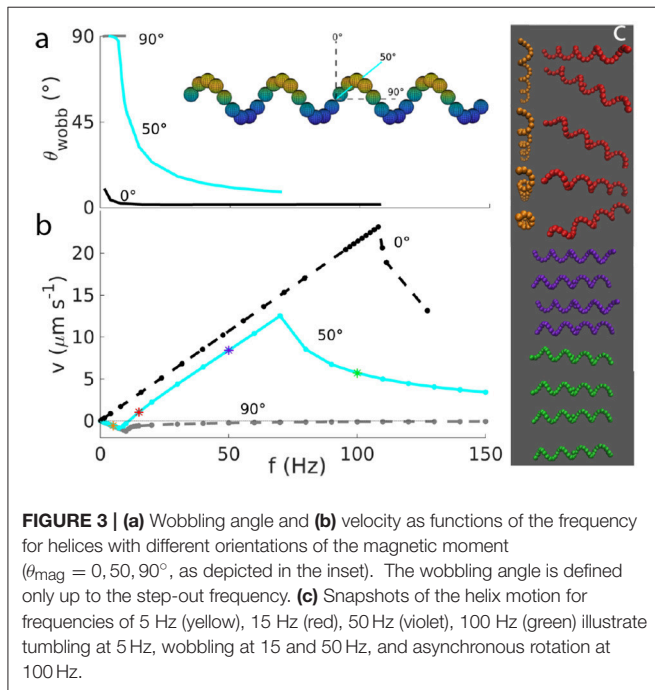 a
90
90°
50°
45
0°
0
θwobb (°)
0°
50°
90°
b
25
20
15
10
5
0
v (μm s⁻¹)
0°
50°
90°
0
50
100
150
f (Hz)
C
FIGURE 3 | (a) Wobbling angle and (b) velocity as functions of the frequency
for helices with different orientations of the magnetic moment
(θmag = 0, 50, 90°, as depicted in the inset). The wobbling angle is defined
only up to the step-out frequency. (c) Snapshots of the helix motion for
frequencies of 5 Hz (yellow), 15 Hz (red), 50 Hz (violet), 100 Hz (green) illustrate
tumbling at 5 Hz, wobbling at 15 and 50 Hz, and asynchronous rotation at
100 Hz.